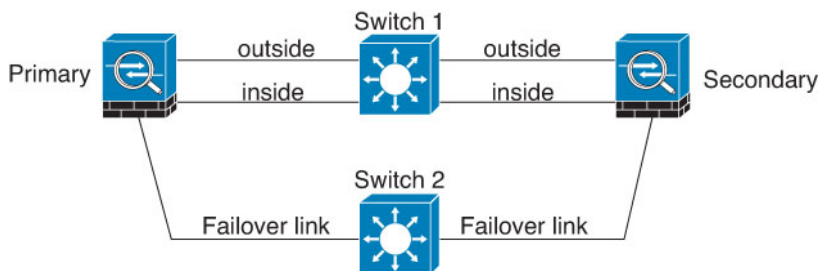 Switch 1
outside
outside
Primary
Secondary
inside
inside
Switch 2
Failover link
Failover link